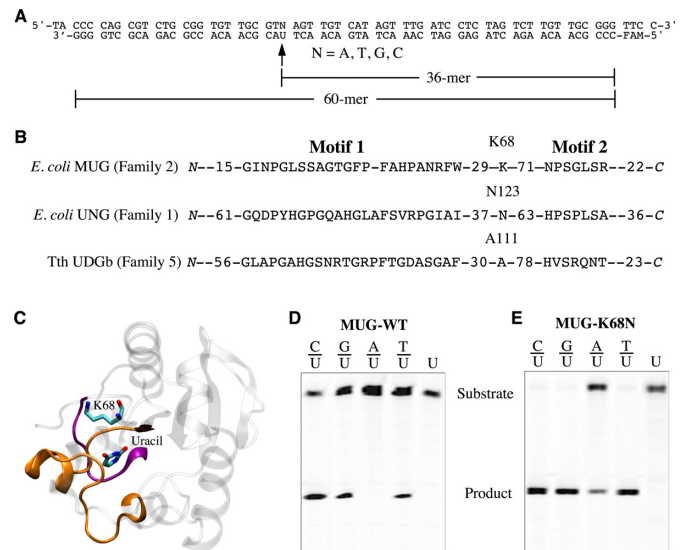 A
5'-TA CCCC CAG CGT CTG CGG TGT TGC GTN AGT TGT CAT AGT TTG ATC CTC TAG TCT TGT TGC GGG TTCC C-3'
3'- GGG GTC GCA GAC GCC ACA ACG CAU TCA ACA GTA TCA AAC TAG GAG ATC AGA ACA ACG CCC -FAM-5'
N = A, T, G, C
36-mer
60-mer
B
Motif 1 K68 Motif 2
E. coli MUG (Family 2) N--15-GINPGLSSAGTGFP-FAHPANRFW-29-K-71-NPSGLSR--22-C
N123
E. coli UNG (Family 1) N--61-GQDPYHGPGQAHGLAFSVRPGIAI-37-N-63-HPSPLSA--36-C
A111
Tth UDGb (Family 5) N--56-GLAPGAHGSNRTGRPFTGDASGAF-30-A-78-HVSRQNT--23-C
C
K68
Uracil
D
MUG-WT
C G A T
U U U U U
E
MUG-K68N
C G A T
U U U U U
Substrate
Product